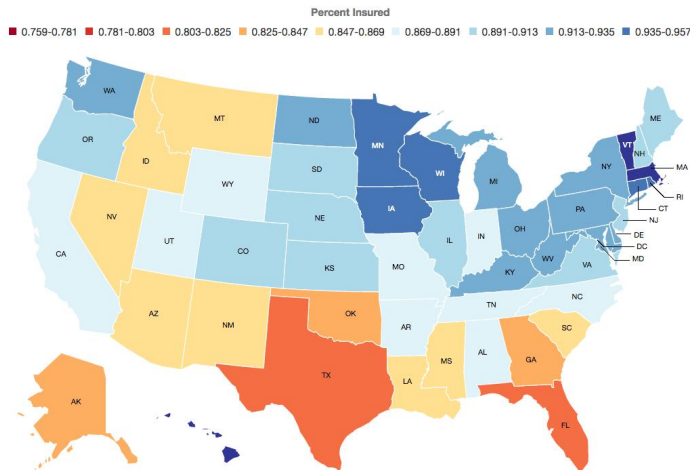 Percent Insured
0.759-0.781 0.781-0.803 0.803-0.825 0.825-0.847 0.847-0.869 0.869-0.891 0.891-0.913 0.913-0.935 0.935-0.957
WA
MT
ND
MN
ME
VT
NH
OR
ID
SD
WI
NY
MA
WY
MI
RI
CT
IA
PA
NJ
NV
NE
OH
DE
IL
IN
DC
CA
UT
CO
WV
MD
KS
MO
KY
VA
NC
TN
AZ
NM
OK
AR
SC
MS
AL
GA
TX
LA
AK
FL